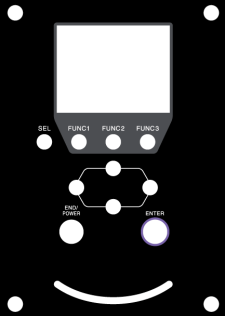 SEL FUNC1 FUNC2 FUNC3
END/
POWER
ENTER